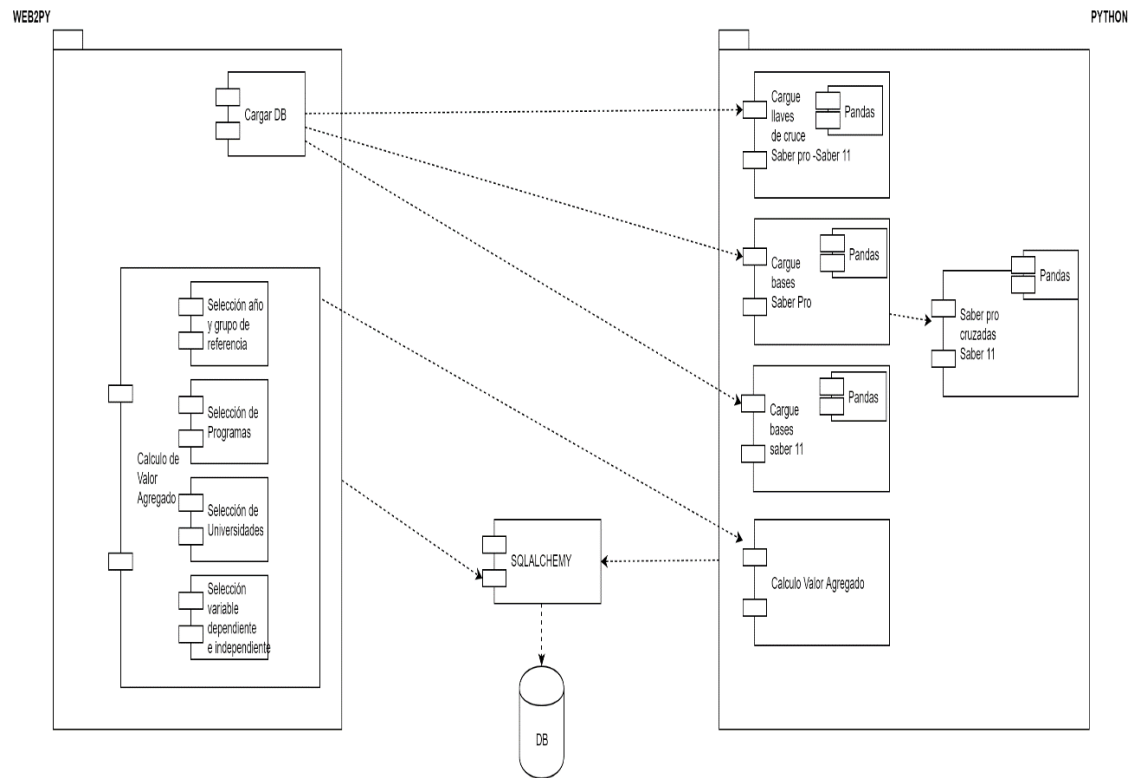 WEB2PY
PYTHON
Cargar DB
Calculo de
Valor
Agregado
Selección año
y grupo de
referencia
Selección de
Programas
Selección de
Universidades
Selección
variable
dependiente
e independiente
SQLALCHEMY
DB
Cargue
llaves
de cruce
Saber pro -Saber 11
Pandas
Cargue
bases
Saber Pro
Pandas
Saber pro
cruzadas
Saber 11
Pandas
Cargue
bases
saber 11
Pandas
Calculo Valor Agregado